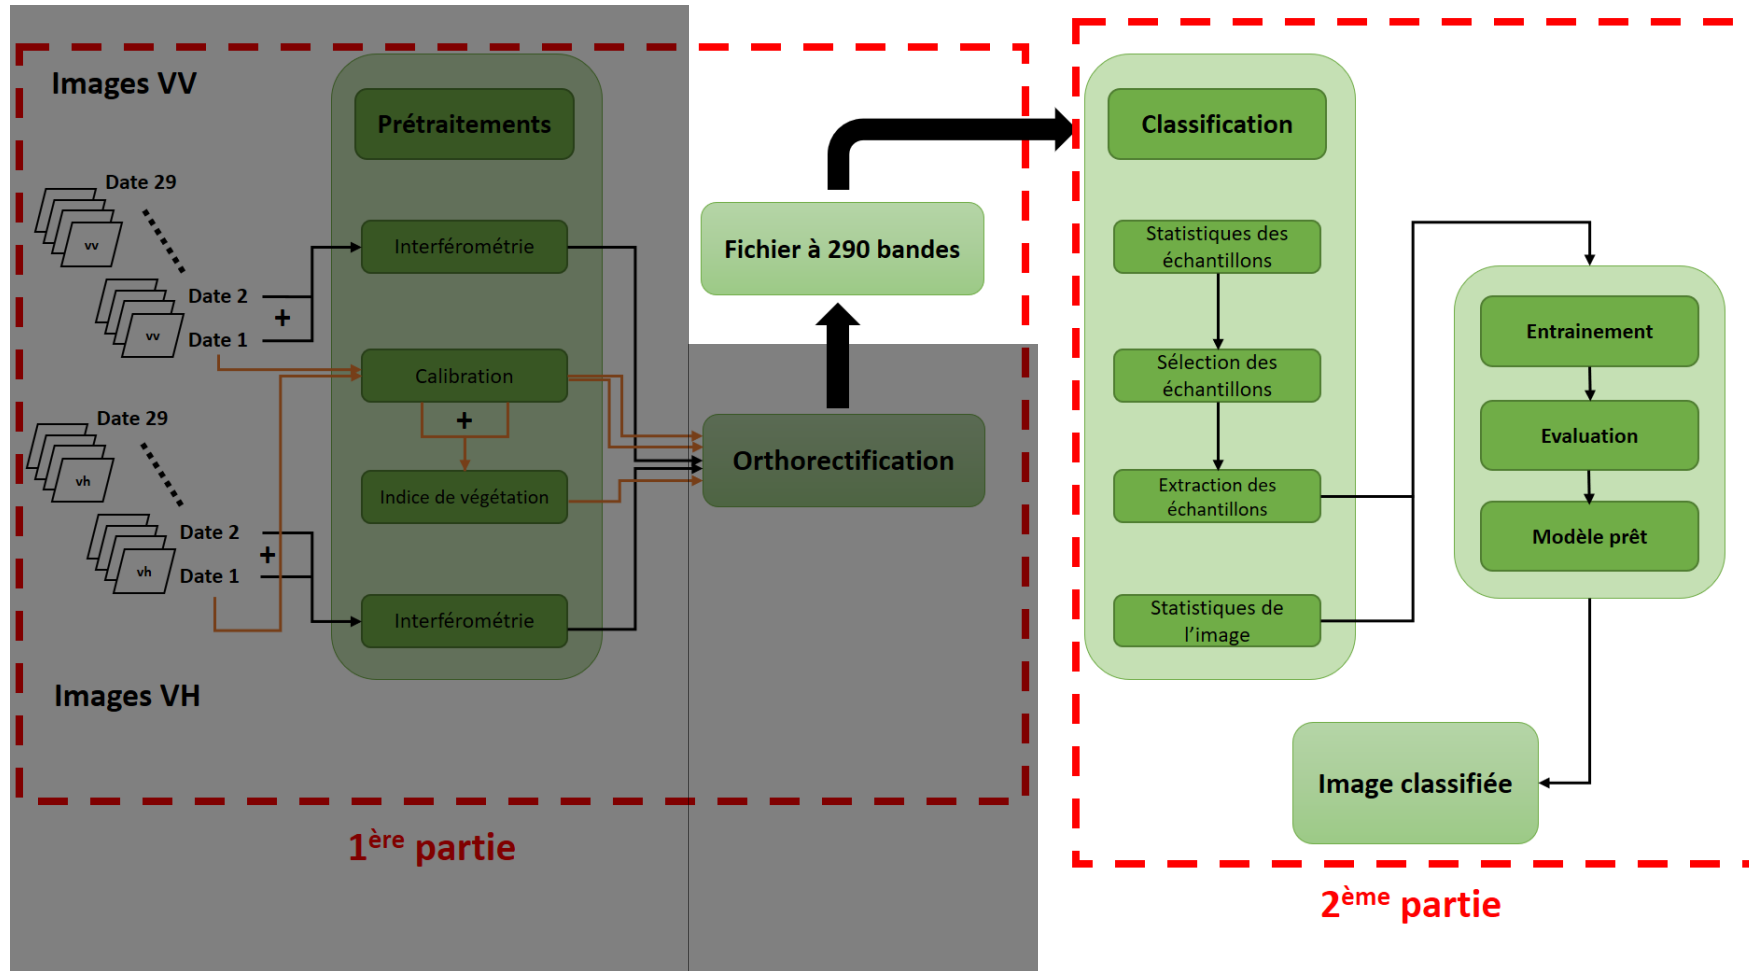 Images VV
Prétraitements
Date 29
vv
Interférométrie
Date 2
+
Date 1
vv
Calibration
+
Date 29
vh
Indice de végétation
Date 2
+
Date 1
vh
Interférométrie
Images VH
1ère partie
Orthorectification
Fichier à 290 bandes
Classification
Statistiques des
échantillons
Sélection des
échantillons
Extraction des
échantillons
Statistiques de
l’image
Entrainement
Evaluation
Modèle prêt
Image classifiée
2ème partie